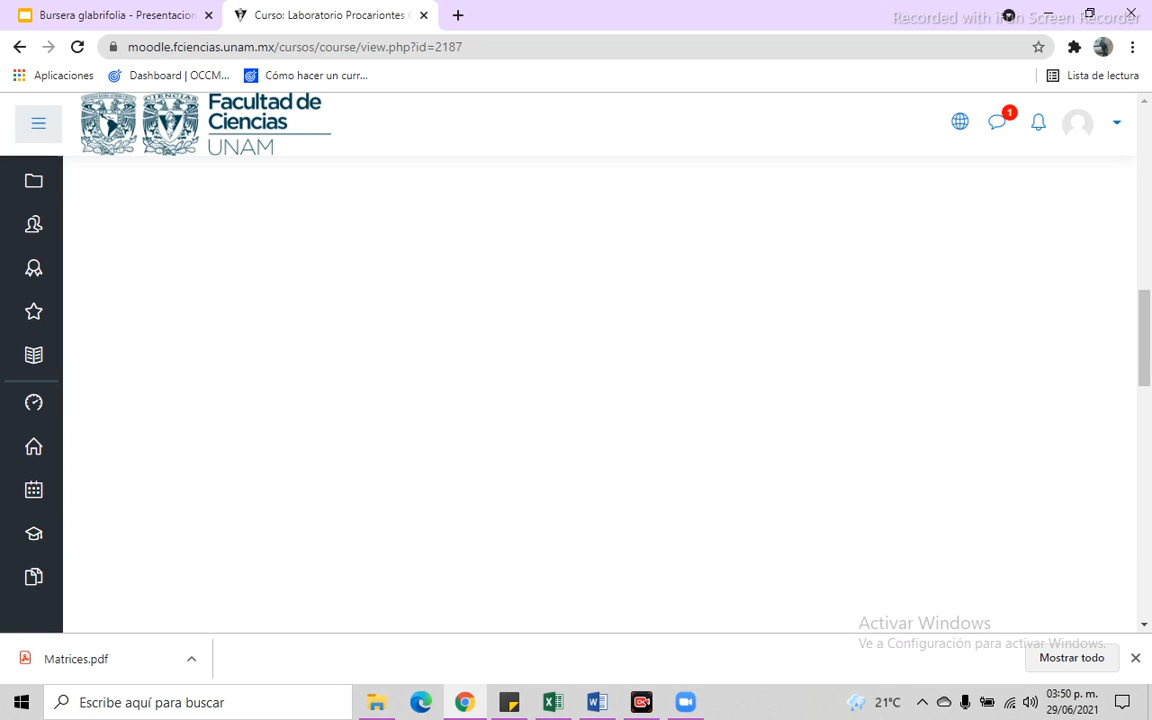 Bursera glabrifolia - Presentacion
Curso: Laboratorio Procariontes
Recorded with iFun Screen Recorder
moodle.fciencias.unam.mx/cursos/course/view.php?id=2187
Aplicaciones
Dashboard | OCCM...
Cómo hacer un curr...
Lista de lectura
CIENCIAS
Facultad de
Ciencias
UNAM
1
Activar Windows
Ve a Configuración para activar Windows.
Matrices.pdf
Mostrar todo
Escribe aquí para buscar
21°C
03:50 p. m.
29/06/2021